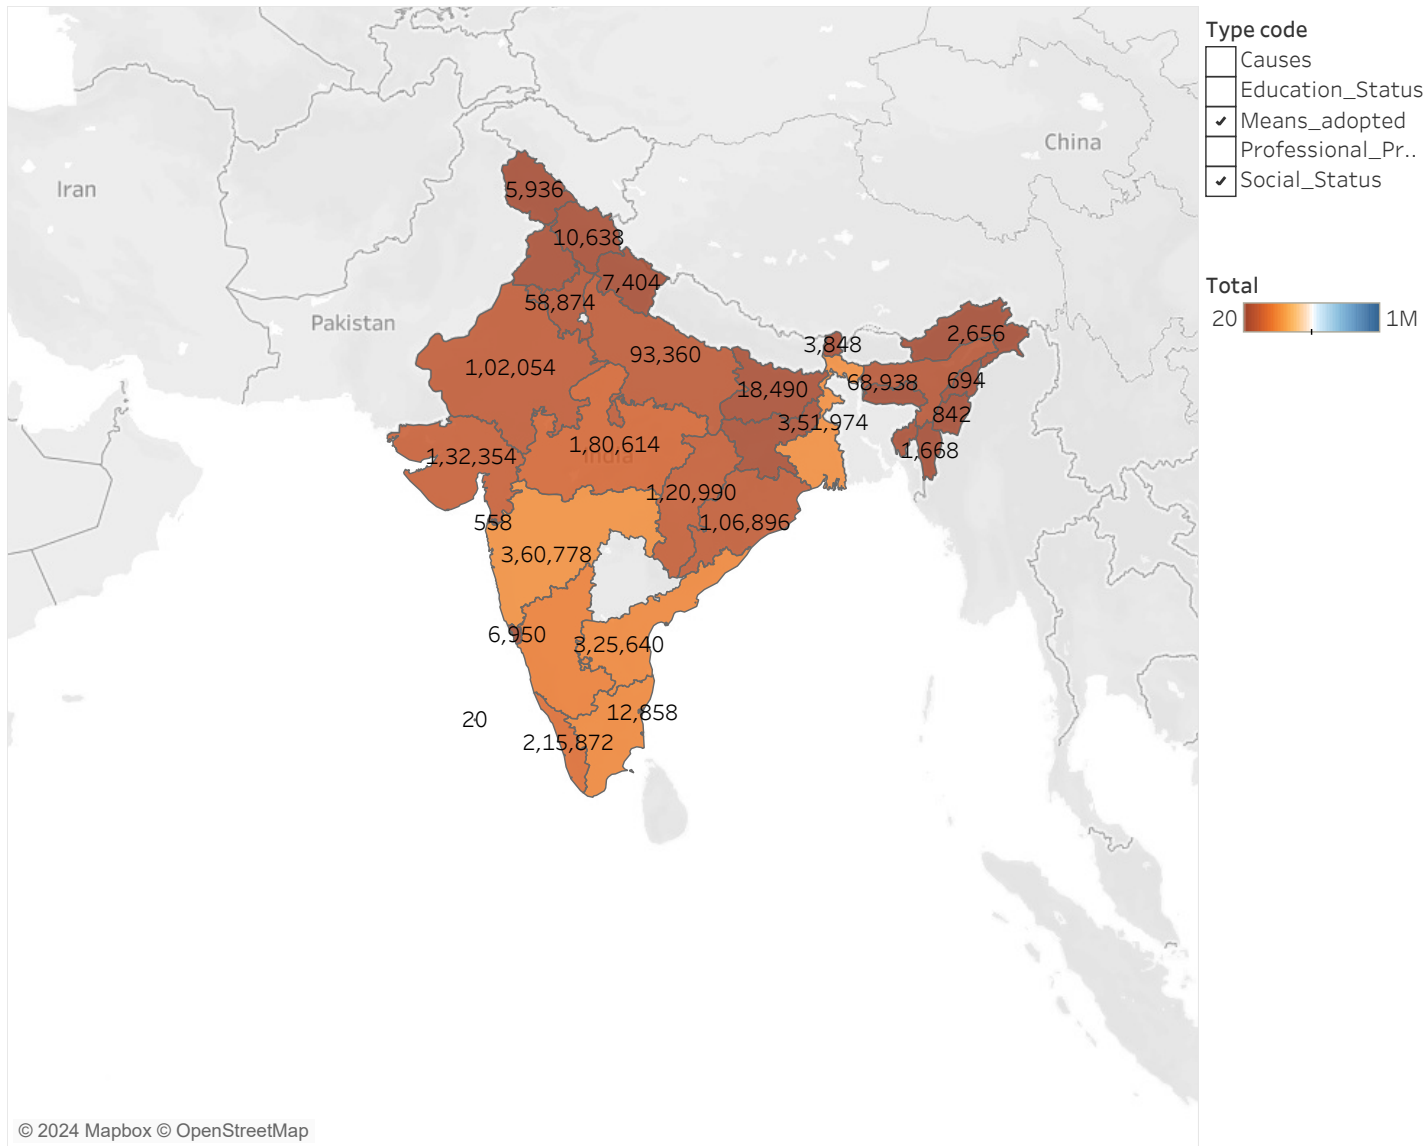 Type code
Causes
Education_Status
Means_adopted
Professional_Pr..
Social_Status
Total
20
1M
China
Iran
5,936
10,638
7,404
58,874
Pakistan
2,656
3,848
93,360
1,02,054
68,938
694
18,490
842
3,51,974
1,80,614
1,668
India
1,32,354
1,20,990
558
1,06,896
3,60,778
6,950
3,25,640
20
12,858
2,15,872
© 2024 Mapbox © OpenStreetMap